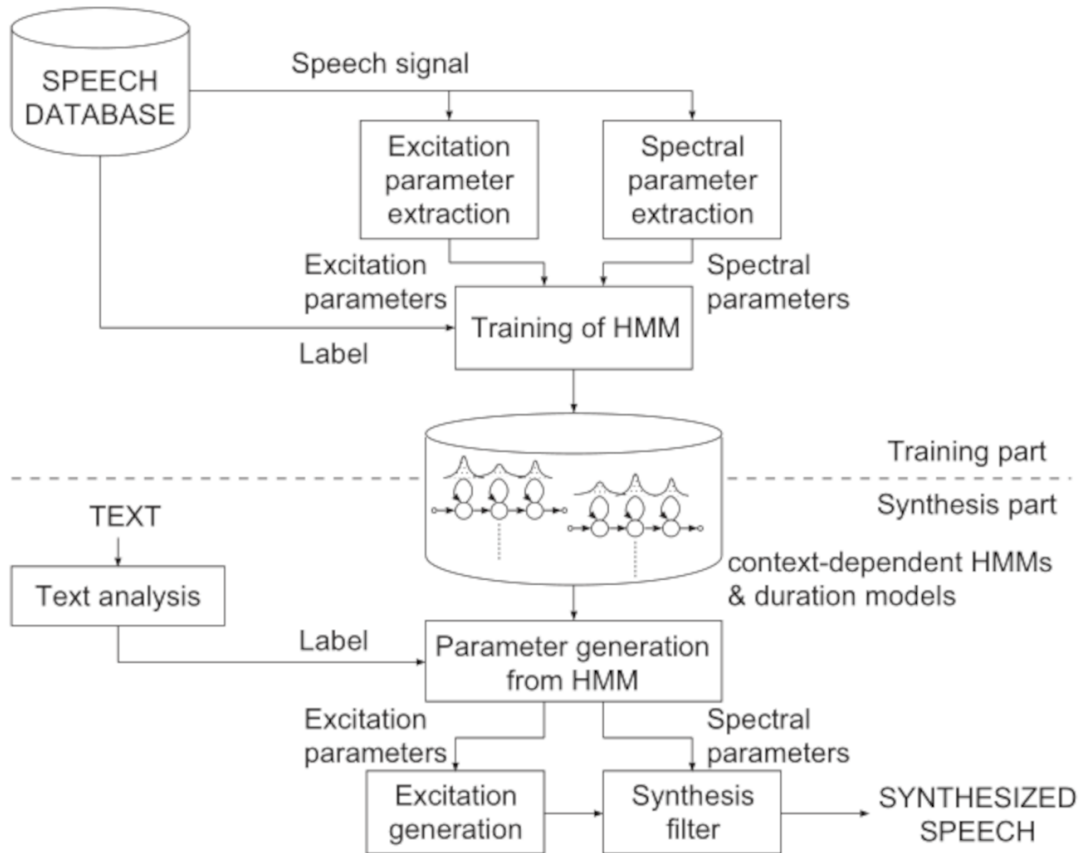 SPEECH
DATABASE
Speech signal
Excitation
parameter
extraction
Spectral
parameter
extraction
Excitation
parameters
Spectral
parameters
Training of HMM
Label
Training part
Synthesis part
TEXT
context-dependent HMMs
& duration models
Text analysis
Label
Parameter generation
from HMM
Excitation
parameters
Spectral
parameters
Excitation
generation
Synthesis
filter
SYNTHESIZED
SPEECH